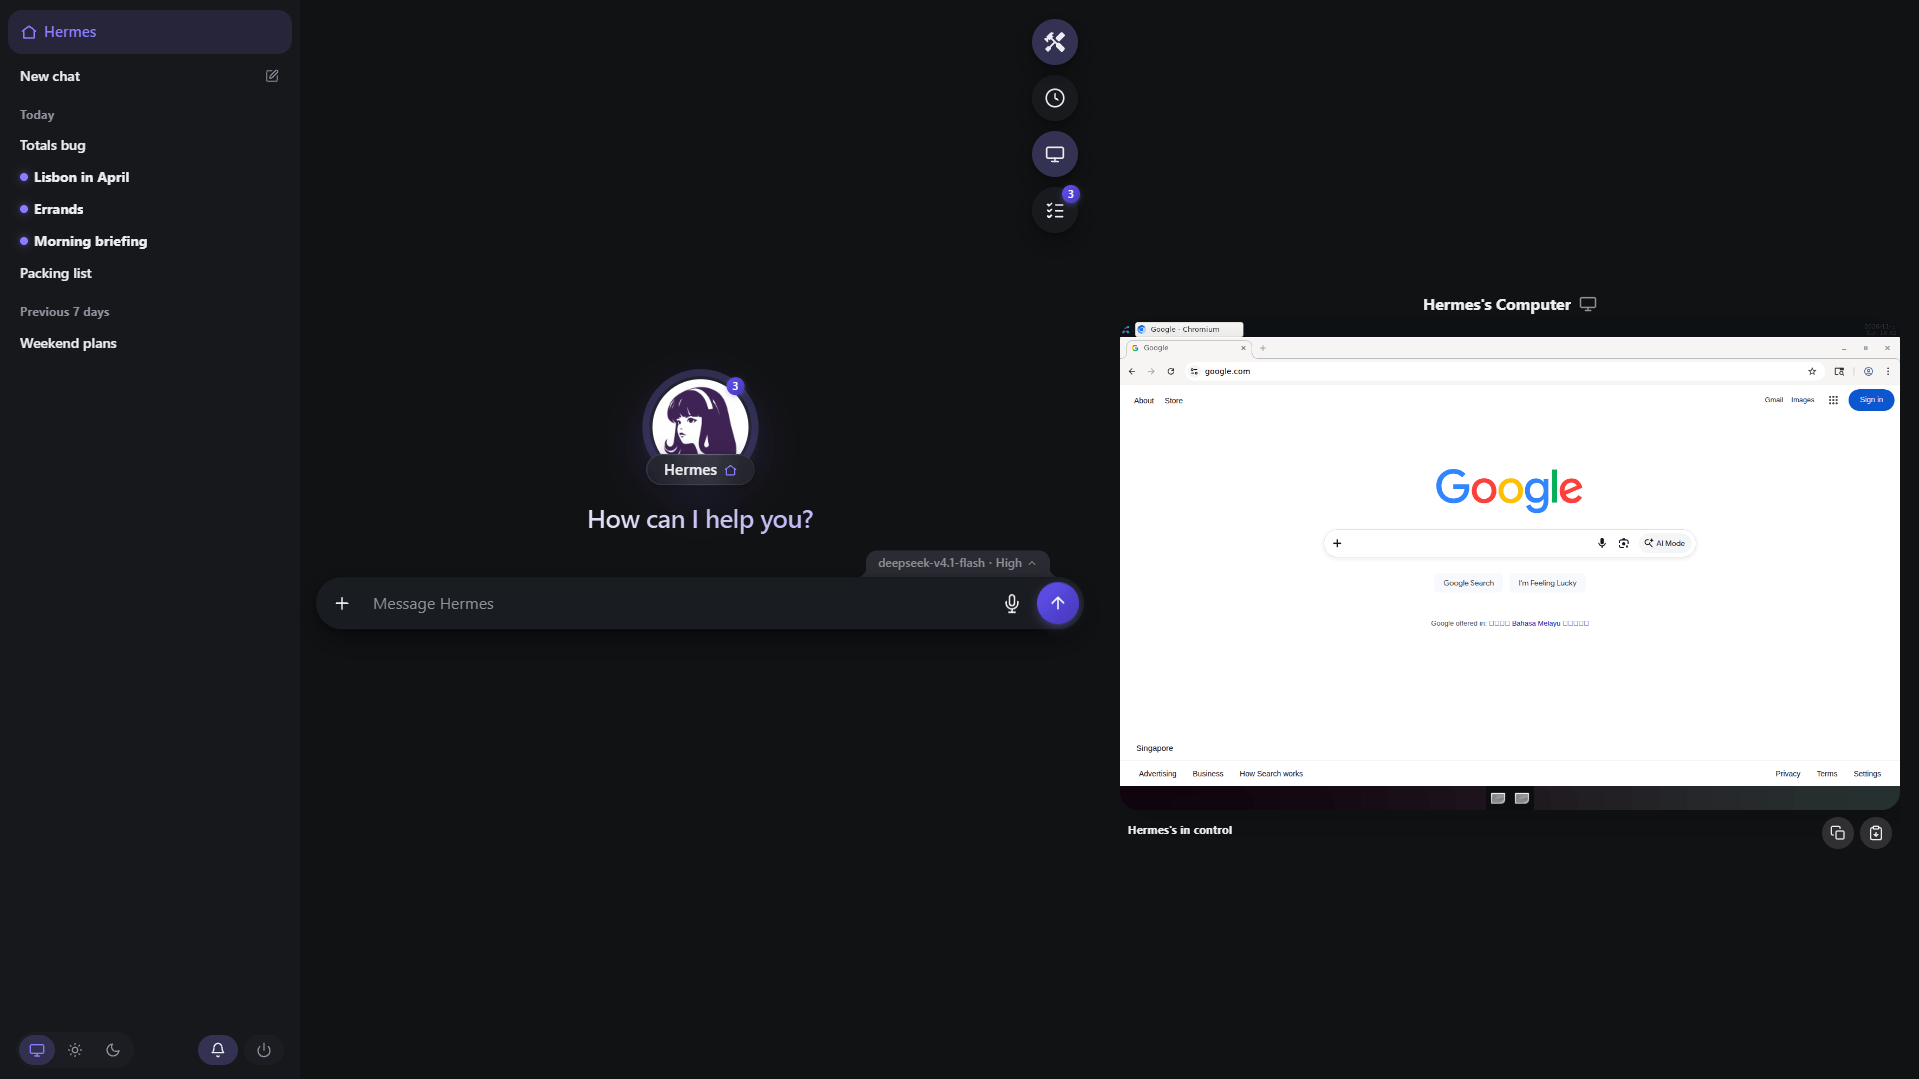 Hermes
New chat
Today
Totals bug
Lisbon in April
Errands
Morning briefing
Packing list
Previous 7 days
Weekend plans
3
3
Hermes
How can I help you?
deepseek-v4.1-flash · High
Message Hermes
Hermes's Computer
Google - Chromium
Google
google.com
About Store
Gmail Images
Sign in
Google
AI Mode
Google Search I'm Feeling Lucky
Google offered in: Bahasa Melayu
Singapore
Advertising Business How Search works
Privacy Terms Settings
Hermes's in control